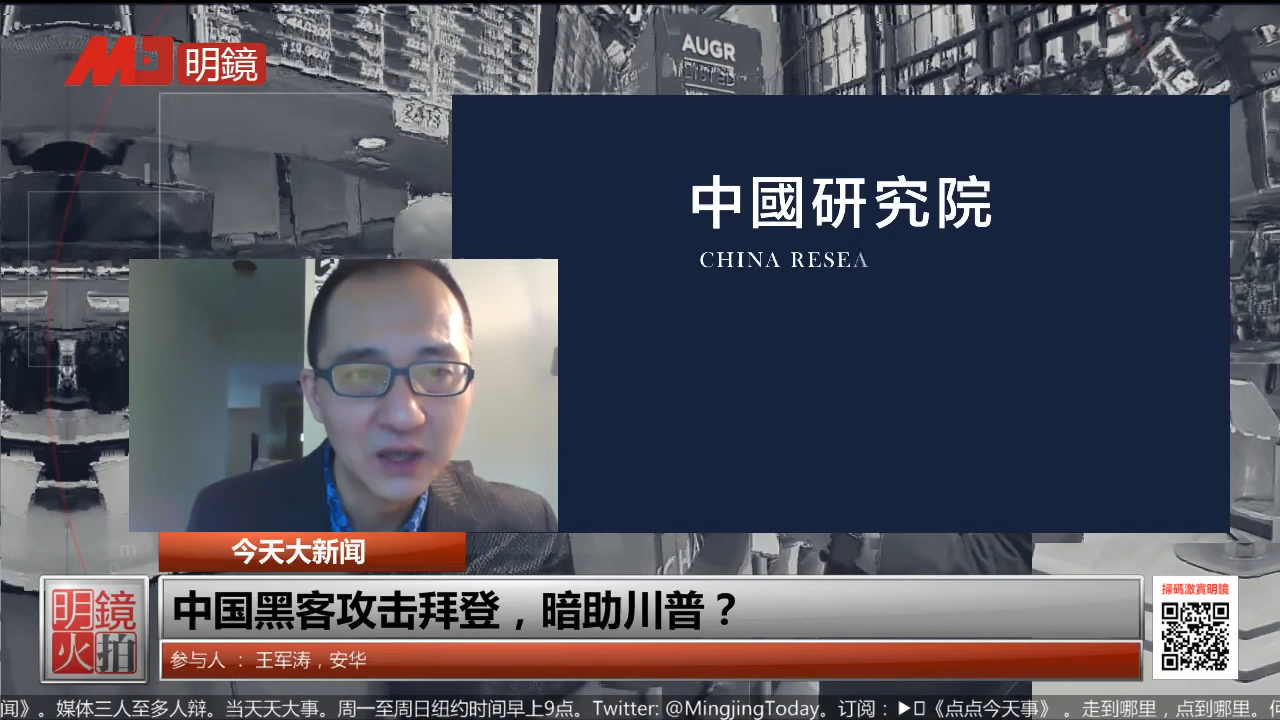 明鏡
AUGR
中國研究院
CHINA RESEA
今天大新闻
明鏡
火拍
中国黑客攻击拜登，暗助川普？
参与人 ： 王军涛，安华
掃碼激賞明鏡
闻》。媒体三人至多人辩。当天天大事。周一至周日纽约时间早上9点。Twitter: @MingjingToday。订阅：▶《点点今天事》 。走到哪里，点到哪里。